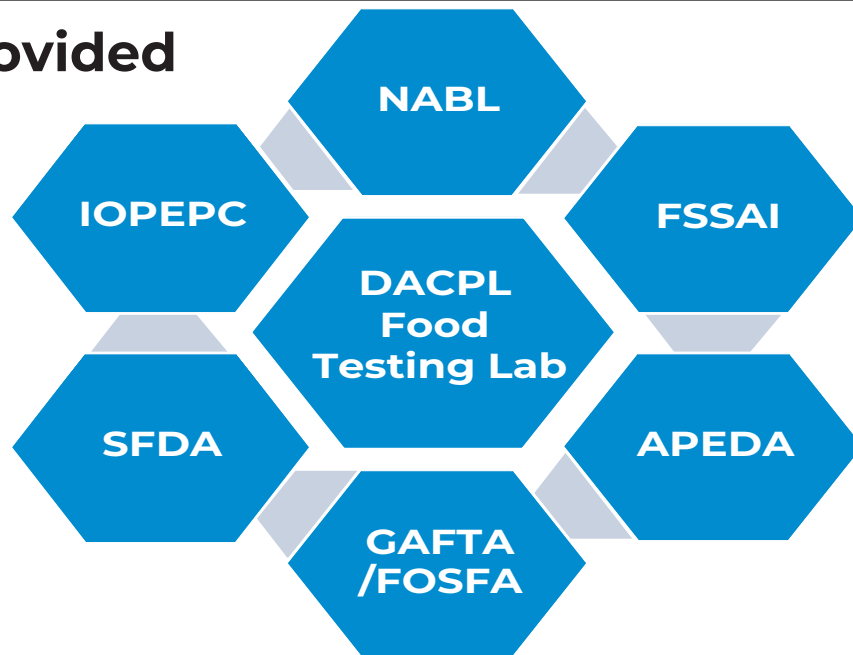 ovided
NABL
IOPEPC
FSSAI
DACPL
Food
Testing Lab
SFDA
APEDA
GAFTA
/FOSFA